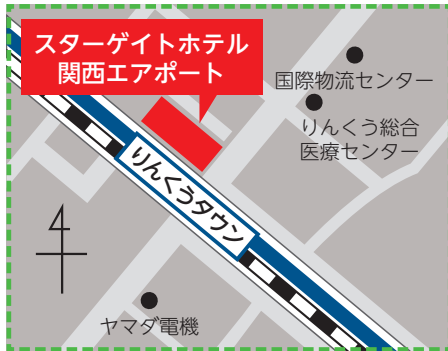 スターゲイトホテル
関西エアポート
国際物流センター
りんくう総合
医療センター
りんくうタウン
ヤマダ電機